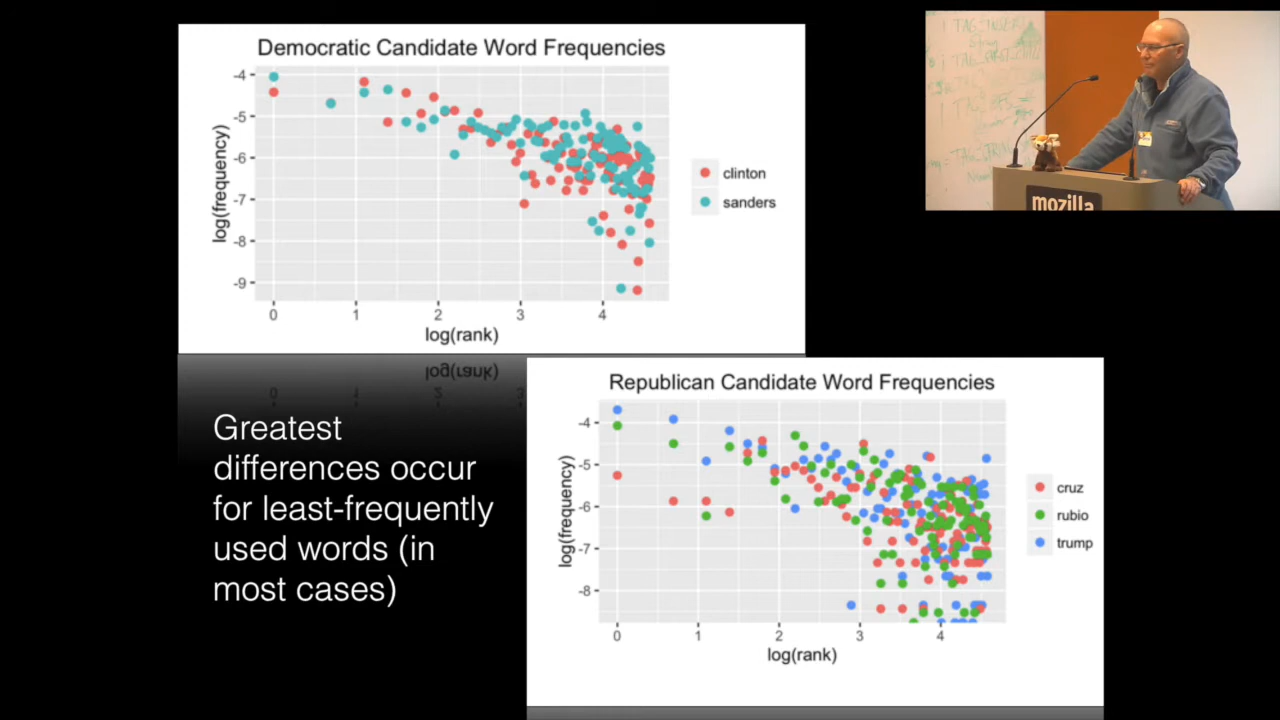 Democratic Candidate Word Frequencies
log(frequency)
-4
-5
-6
-7
-8
-9
0 1 2 3 4
log(rank)
clinton
sanders
mozilla
log(rank)
Greatest
differences occur
for least-frequently
used words (in
most cases)
Republican Candidate Word Frequencies
log(frequency)
-4
-5
-6
-7
-8
0 1 2 3 4
log(rank)
cruz
rubio
trump